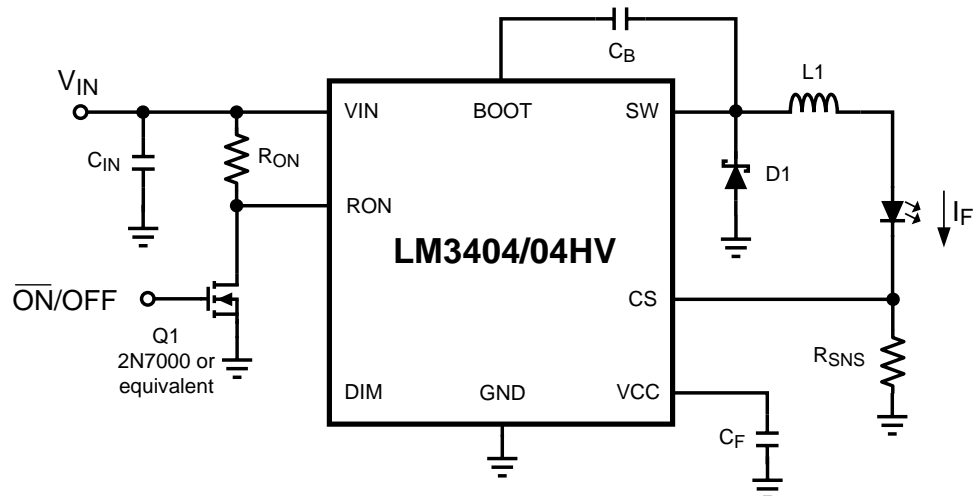 C_B
L1
V_IN
VIN
BOOT
SW
C_IN
R_ON
D1
RON
I_F
LM3404/04HV
ON/OFF
CS
Q1
2N7000 or
equivalent
R_SNS
DIM
GND
VCC
C_F